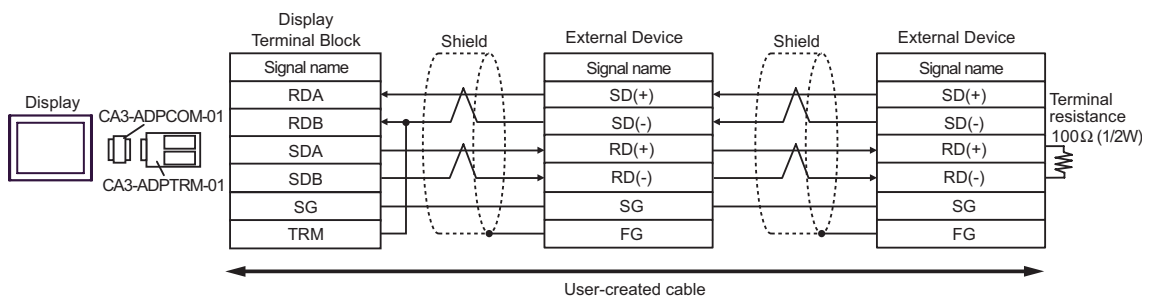 Display
CA3-ADPCOM-01
CA3-ADPTRM-01
Display
Terminal Block
Signal name
RDA
RDB
SDA
SDB
SG
TRM
Shield
External Device
Signal name
SD(+)
SD(-)
RD(+)
RD(-)
SG
FG
Shield
External Device
Signal name
SD(+)
SD(-)
RD(+)
RD(-)
SG
FG
Terminal
resistance
100Ω (1/2W)
User-created cable